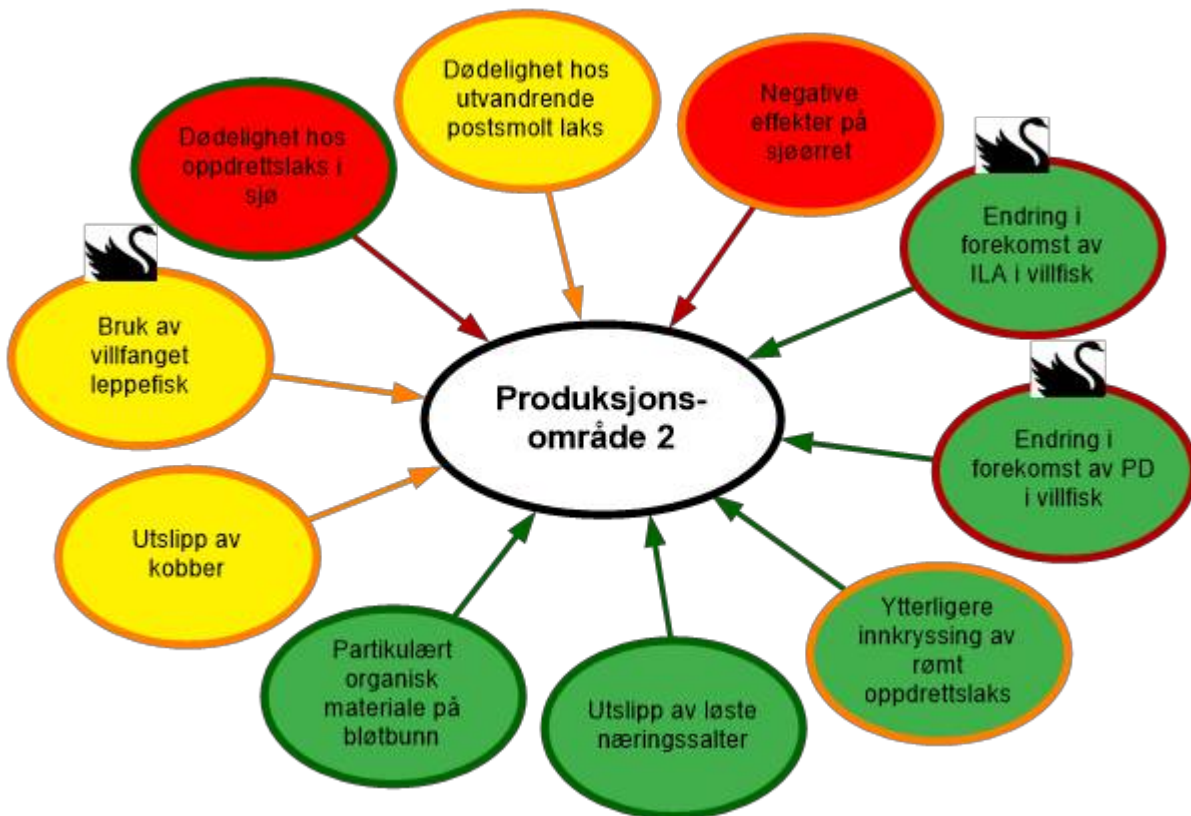 Dødelighet hos
utvandrende
postsmolt laks
Negative
effekter på
sjøørret
Dødelighet hos
oppdrettslaks i
sjø
Endring i
forekomst av
ILA i villfisk
Bruk av
villfanget
leppefisk
Produksjons-
område 2
Endring i
forekomst av PD
i villfisk
Utslipp av
kobber
Ytterligere
innkryssing av
rømt
oppdrettslaks
Partikulært
organisk
materiale på
bløtbunn
Utslipp av løste
næringssalter